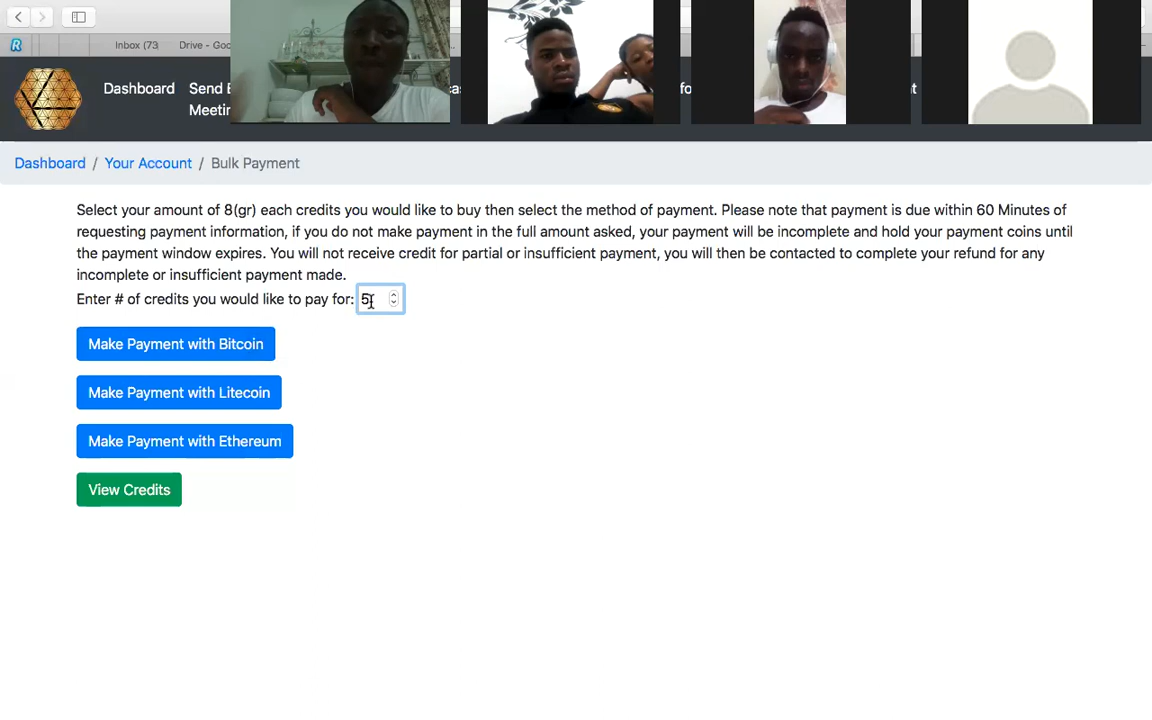 Inbox (73
Drive - Goo
Dashboard
Send
Meetin
Dashboard / Your Account / Bulk Payment
Select your amount of 8(gr) each credits you would like to buy then select the method of payment. Please note that payment is due within 60 Minutes of
requesting payment information, if you do not make payment in the full amount asked, your payment will be incomplete and hold your payment coins until
the payment window expires. You will not receive credit for partial or insufficient payment, you will then be contacted to complete your refund for any
incomplete or insufficient payment made.
Enter # of credits you would like to pay for: 5
Make Payment with Bitcoin
Make Payment with Litecoin
Make Payment with Ethereum
View Credits